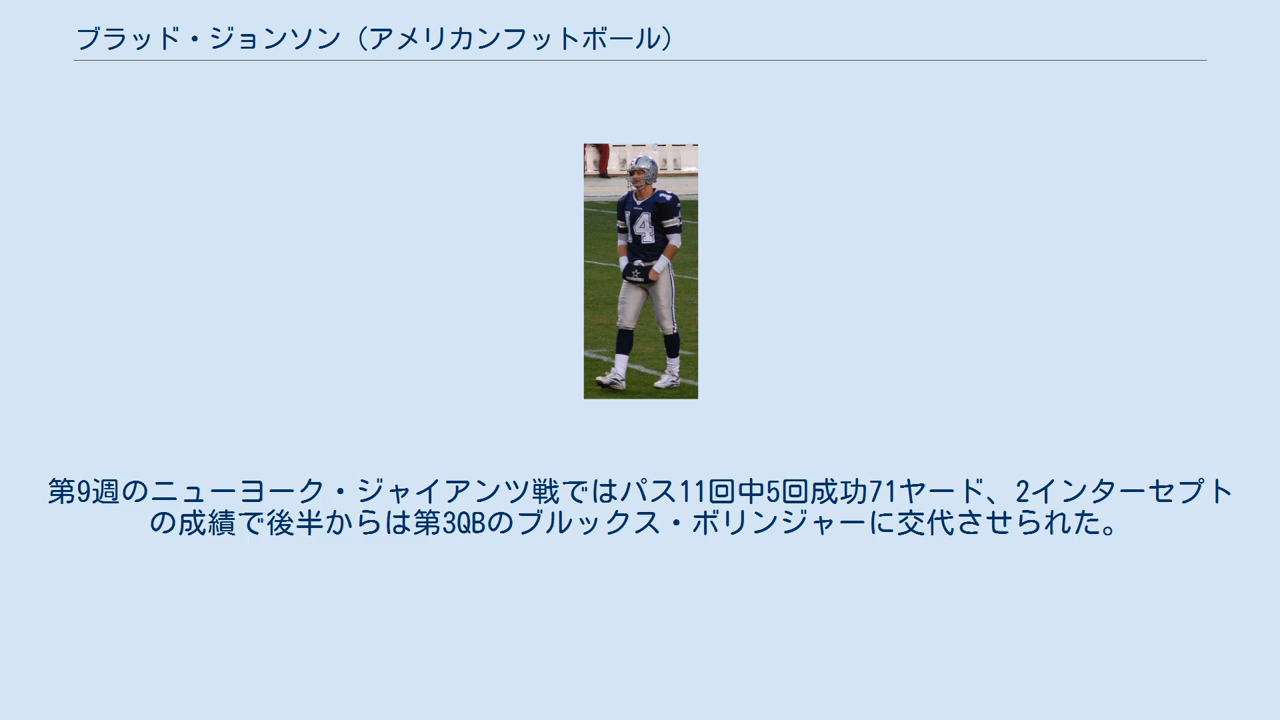 ブラッド・ジョンソン（アメリカンフットボール）
14
第9週のニューヨーク・ジャイアンツ戦ではパス11回中5回成功71ヤード、2インターセプト
の成績で後半からは第3QBのブルックス・ボリンジャーに交代させられた。